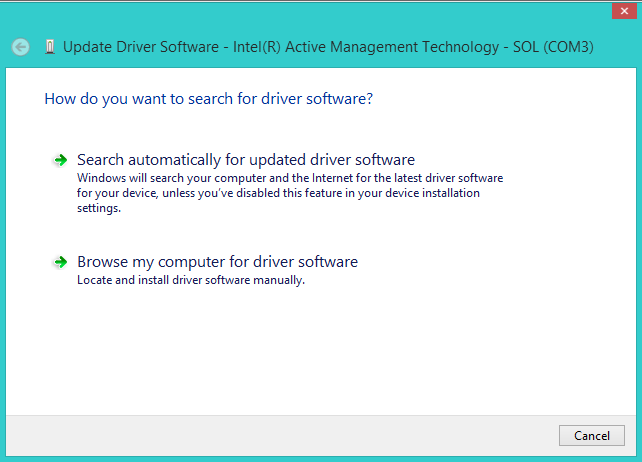 Update Driver Software - Intel(R) Active Management Technology - SOL (COM3)
How do you want to search for driver software?
Search automatically for updated driver software
Windows will search your computer and the Internet for the latest driver software
for your device, unless you've disabled this feature in your device installation
settings.
Browse my computer for driver software
Locate and install driver software manually.
Cancel